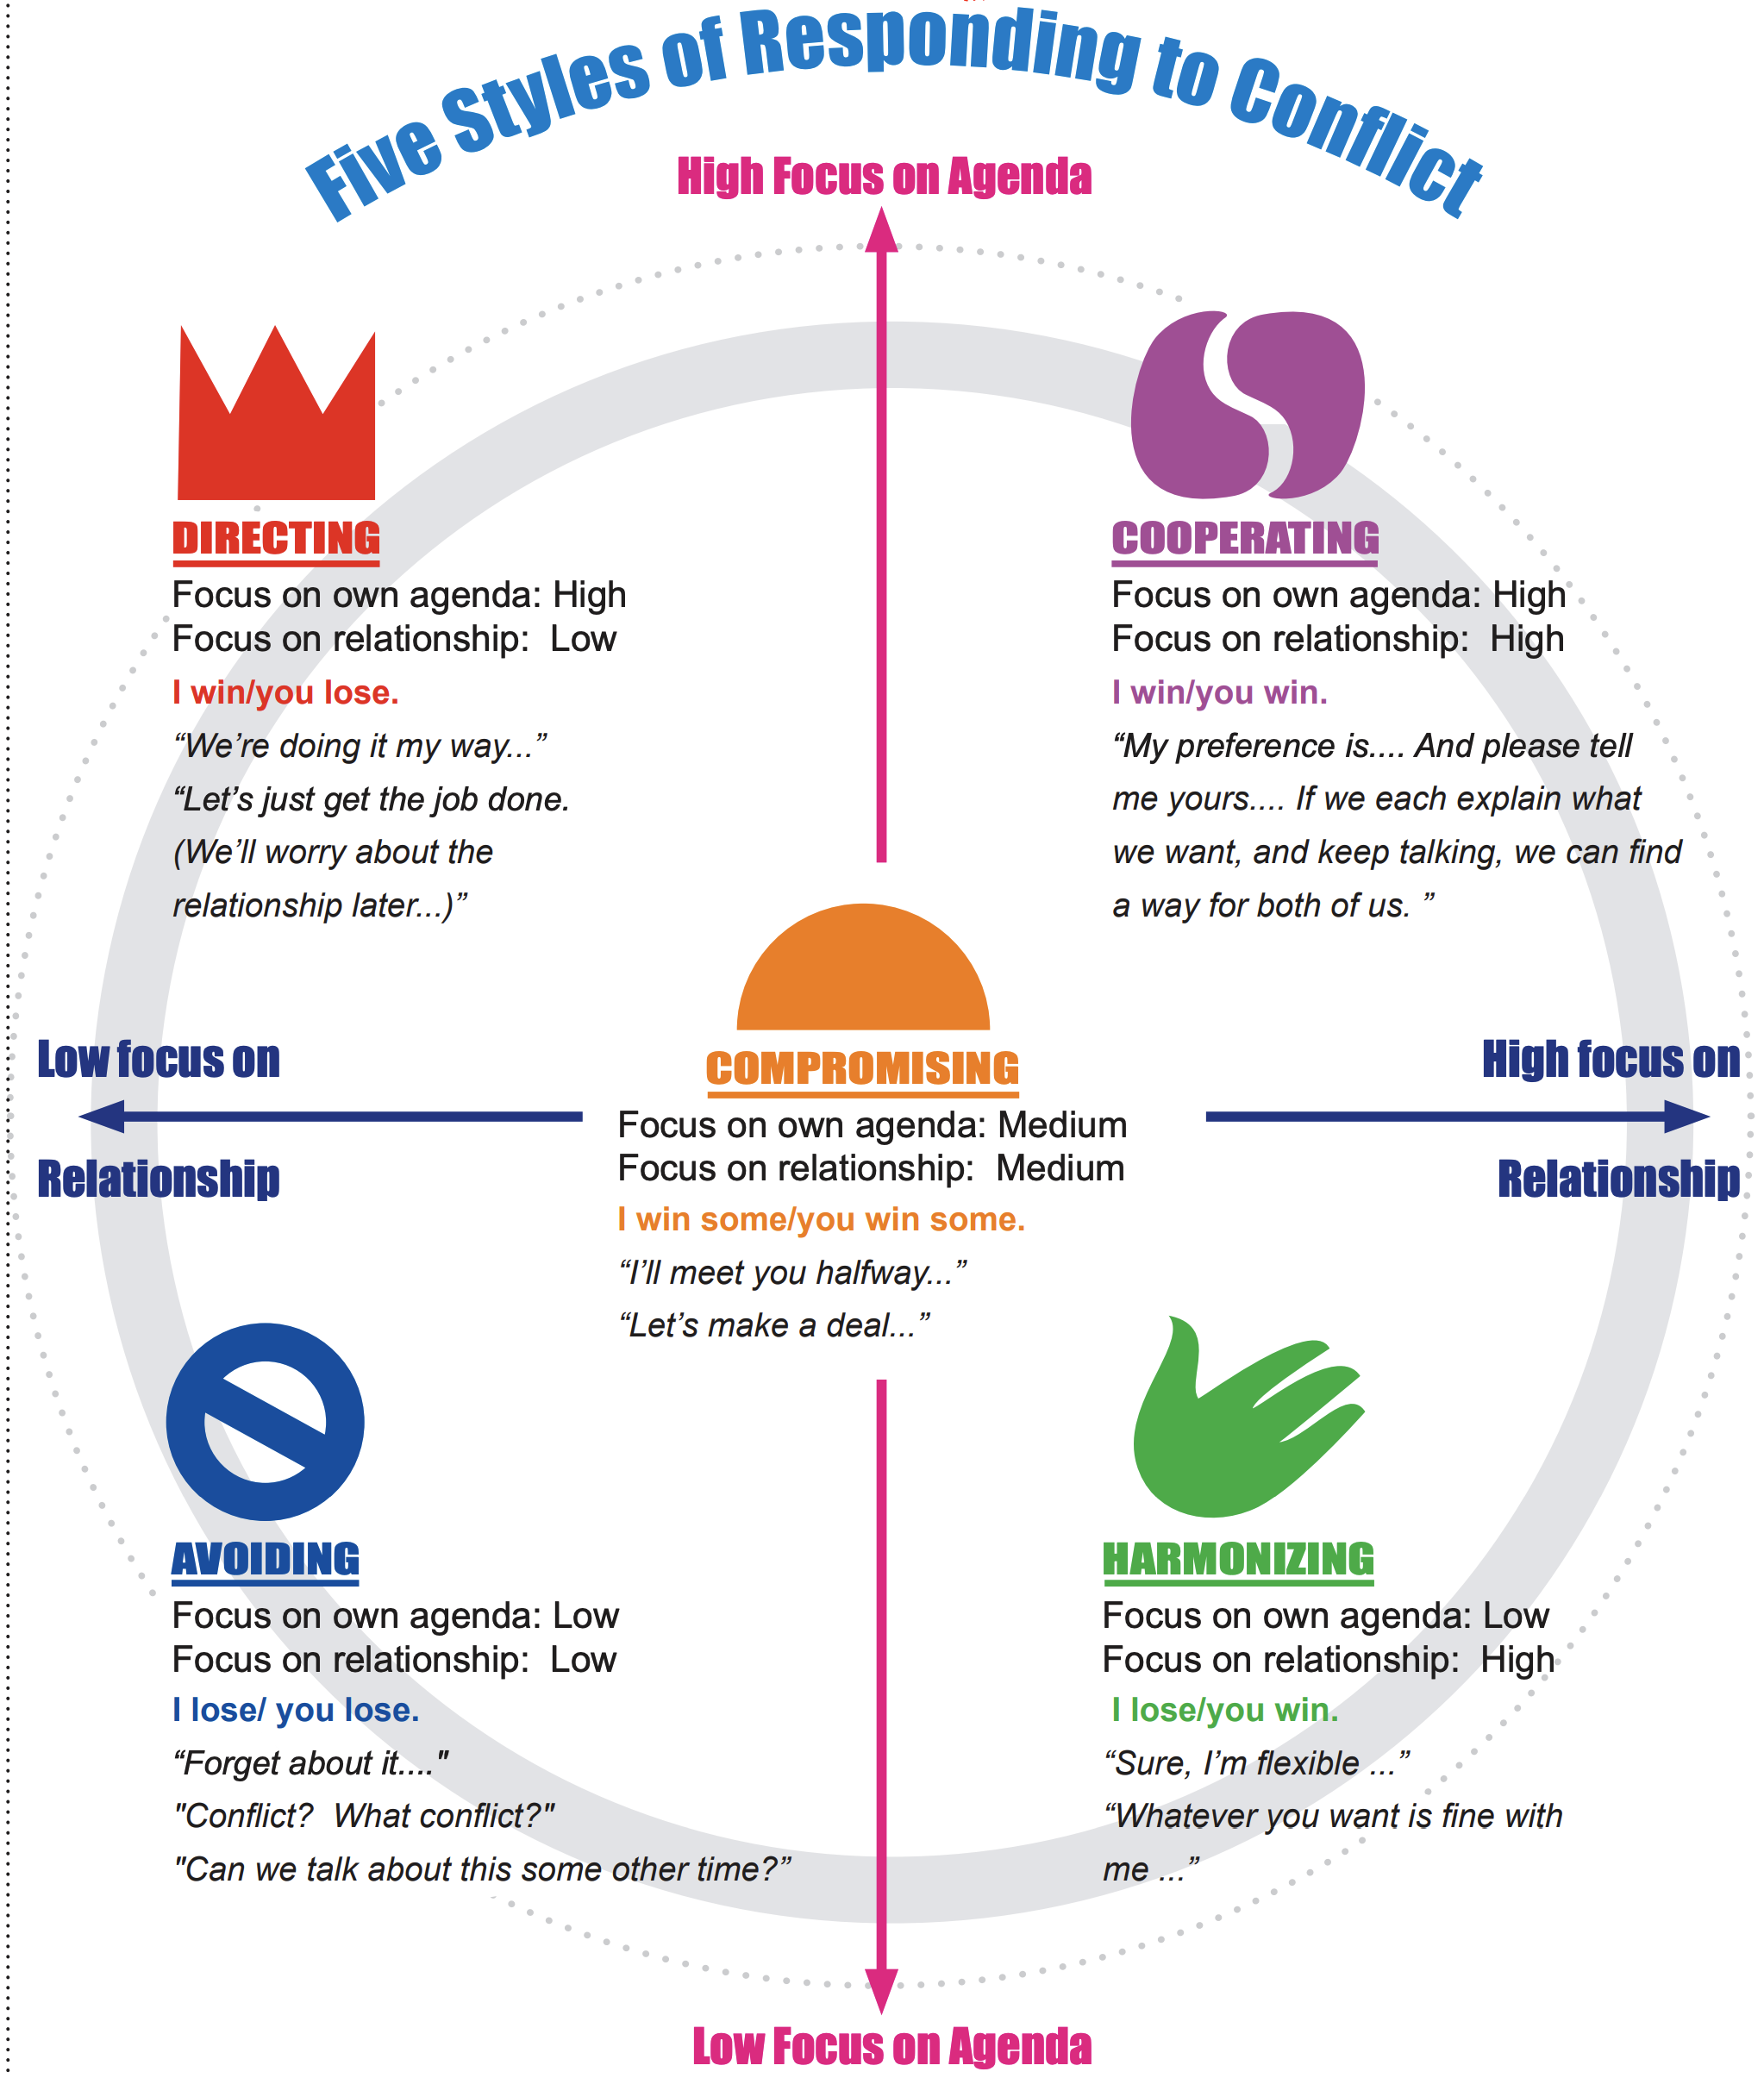 Five Styles of Responding to Conflict
High Focus on Agenda
DIRECTING
Focus on own agenda: High
Focus on relationship:  Low
I win/you lose.
“We’re doing it my way...”
“Let’s just get the job done.
(We’ll worry about the
relationship later...)”
COOPERATING
Focus on own agenda: High
Focus on relationship:  High
I win/you win.
“My preference is.... And please tell
me yours.... If we each explain what
we want, and keep talking, we can find
a way for both of us. ”
Low focus on
Relationship
COMPROMISING
Focus on own agenda: Medium
Focus on relationship:  Medium
I win some/you win some.
“I’ll meet you halfway...”
“Let’s make a deal...”
High focus on
Relationship
AVOIDING
Focus on own agenda: Low
Focus on relationship:  Low
I lose/ you lose.
“Forget about it...."
"Conflict?  What conflict?"
"Can we talk about this some other time?”
HARMONIZING
Focus on own agenda: Low
Focus on relationship:  High
I lose/you win.
“Sure, I’m flexible ...”
“Whatever you want is fine with
me ...”
Low Focus on Agenda